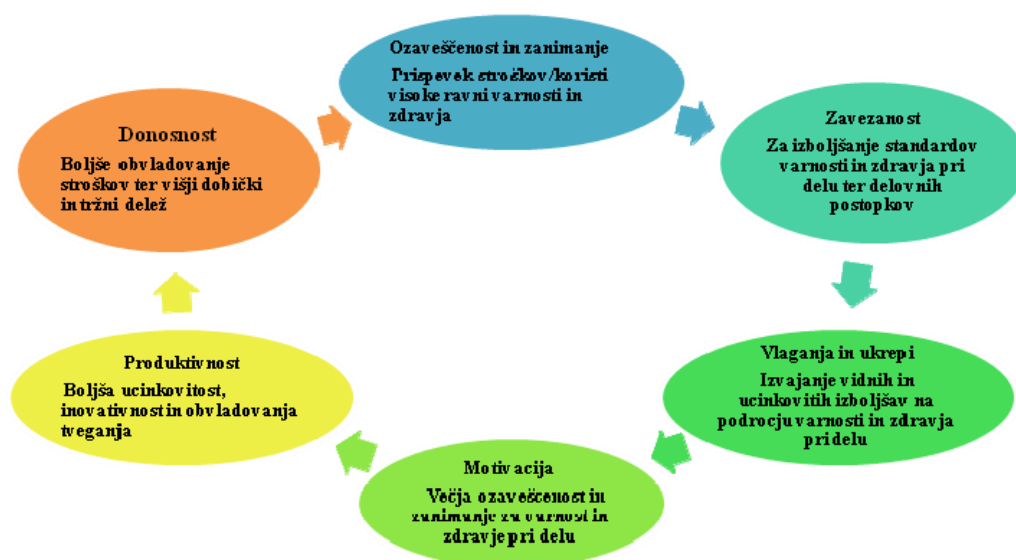 Ozaveščenost in zanimanje
Prispevek stroškov/koristi
visoke ravni varnosti in
zdravja
Zavezanost
Za izboljšanje standardov
varnosti in zdravja pri
delu ter delovnih
postopkov
Vlaganja in ukrepi
Izvajanje vidnih in
ucinkovitih izboljšav na
podrocju varnosti in zdravja
pri delu
Motivacija
Večja ozavešcenost in
zanimanje za varnost in
zdravje pri delu
Produktivnost
Boljša ucinkovitost,
inovativnost in obvladovanja
tveganja
Donosnost
Boljše obvladovanje
stroškov ter višji dobički
in tržni delež